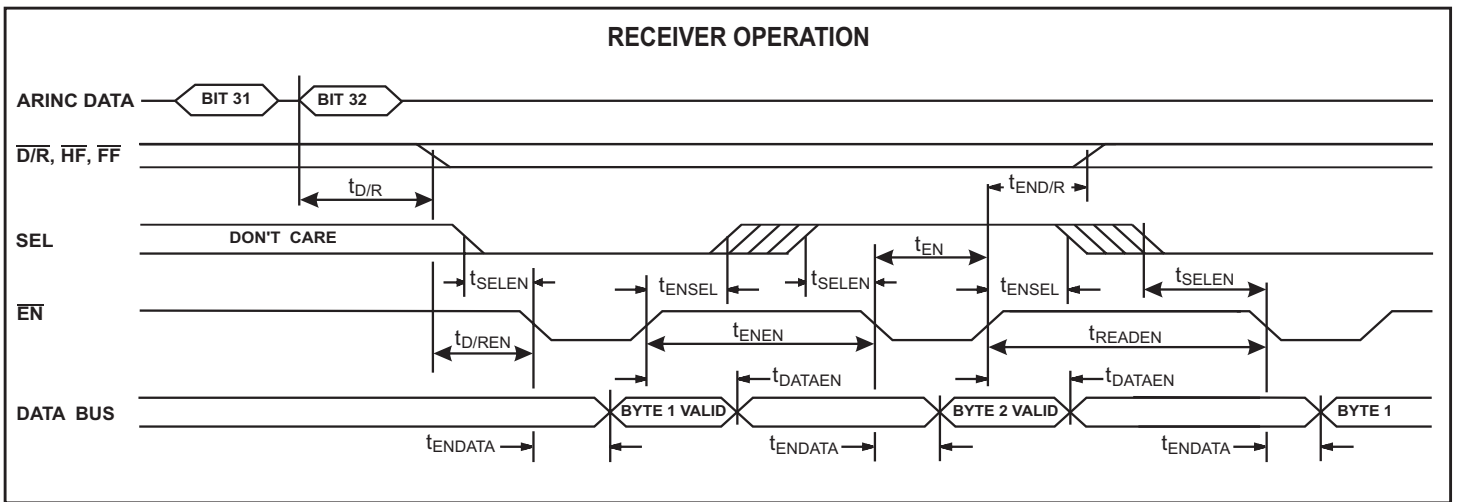 RECEIVER OPERATION
ARINC DATA
BIT 31
BIT 32
D/R, HF, FF
tD/R
tEND/R
SEL
DON'T CARE
tSELEN
tENSEL
tSELEN
tEN
tENSEL
tSELEN
EN
tD/REN
tENEN
tREADEN
tDATAEN
tDATAEN
DATA BUS
BYTE 1 VALID
BYTE 2 VALID
BYTE 1
tENDATA
tENDATA
tENDATA